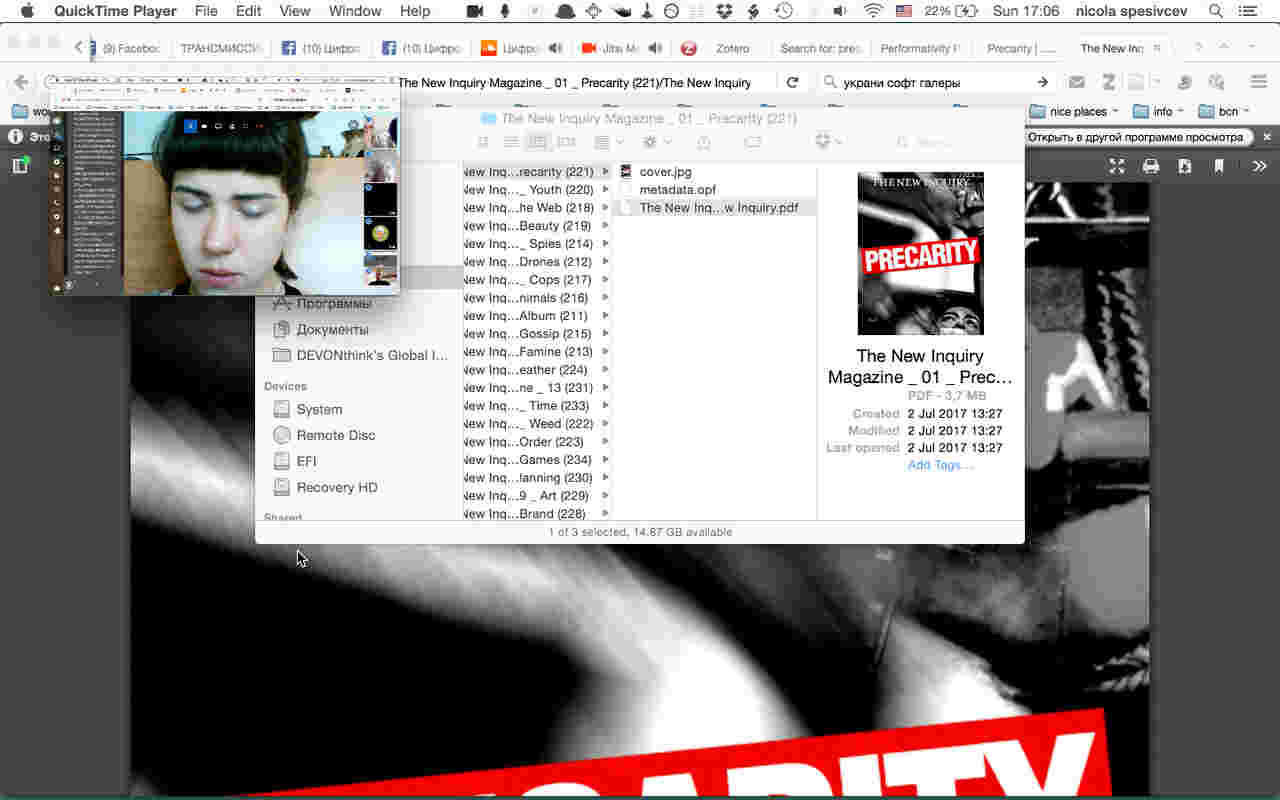 QuickTime Player File Edit View Window Help 22% Sun 17:06 nicola spesivcev
(9) Facebo
ТРАНСМИССИ
(10) Цифро
(10) Цифро
Цифро
Zotero
Search for: pre
Performativity
Precarity | ...
The New Inq
The New Inquiry Magazine _ 01 _ Precarity (221)/The New Inquiry
украни софт галеры
nice places
info
bcn
Это
Открыть в другой программе просмотра
The New Inquiry Magazine _ 01 _ Precarity (221)
New Inq...recarity (221)
New Inq..._ Youth (220)
New Inq...he Web (218)
New Inq...Beauty (219)
New Inq..._ Spies (214)
New Inq...Drones (212)
New Inq..._ Cops (217)
New Inq...nimals (216)
New Inq...Album (211)
New Inq...Gossip (215)
New Inq...Famine (213)
New Inq...eather (224)
New Inq...ne _ 13 (231)
New Inq..._ Time (233)
New Inq..._ Weed (222)
New Inq...Order (223)
New Inq...Games (234)
New Inq...lanning (230)
New Inq...9 _ Art (229)
New Inq...Brand (228)
cover.jpg
metadata.opf
The New Inq...w Inquiry.pdf
Программы
Документы
DEVONthink's Global I...
Devices
System
Remote Disc
EFI
Recovery HD
Shared
THE NEW INQUIRY
PRECARITY
The New Inquiry
Magazine _ 01 _ Prec...
PDF - 3,7 MB
Created 2 Jul 2017 13:27
Modified 2 Jul 2017 13:27
Last opened 2 Jul 2017 13:27
Add Tags...
1 of 3 selected, 14.87 GB available